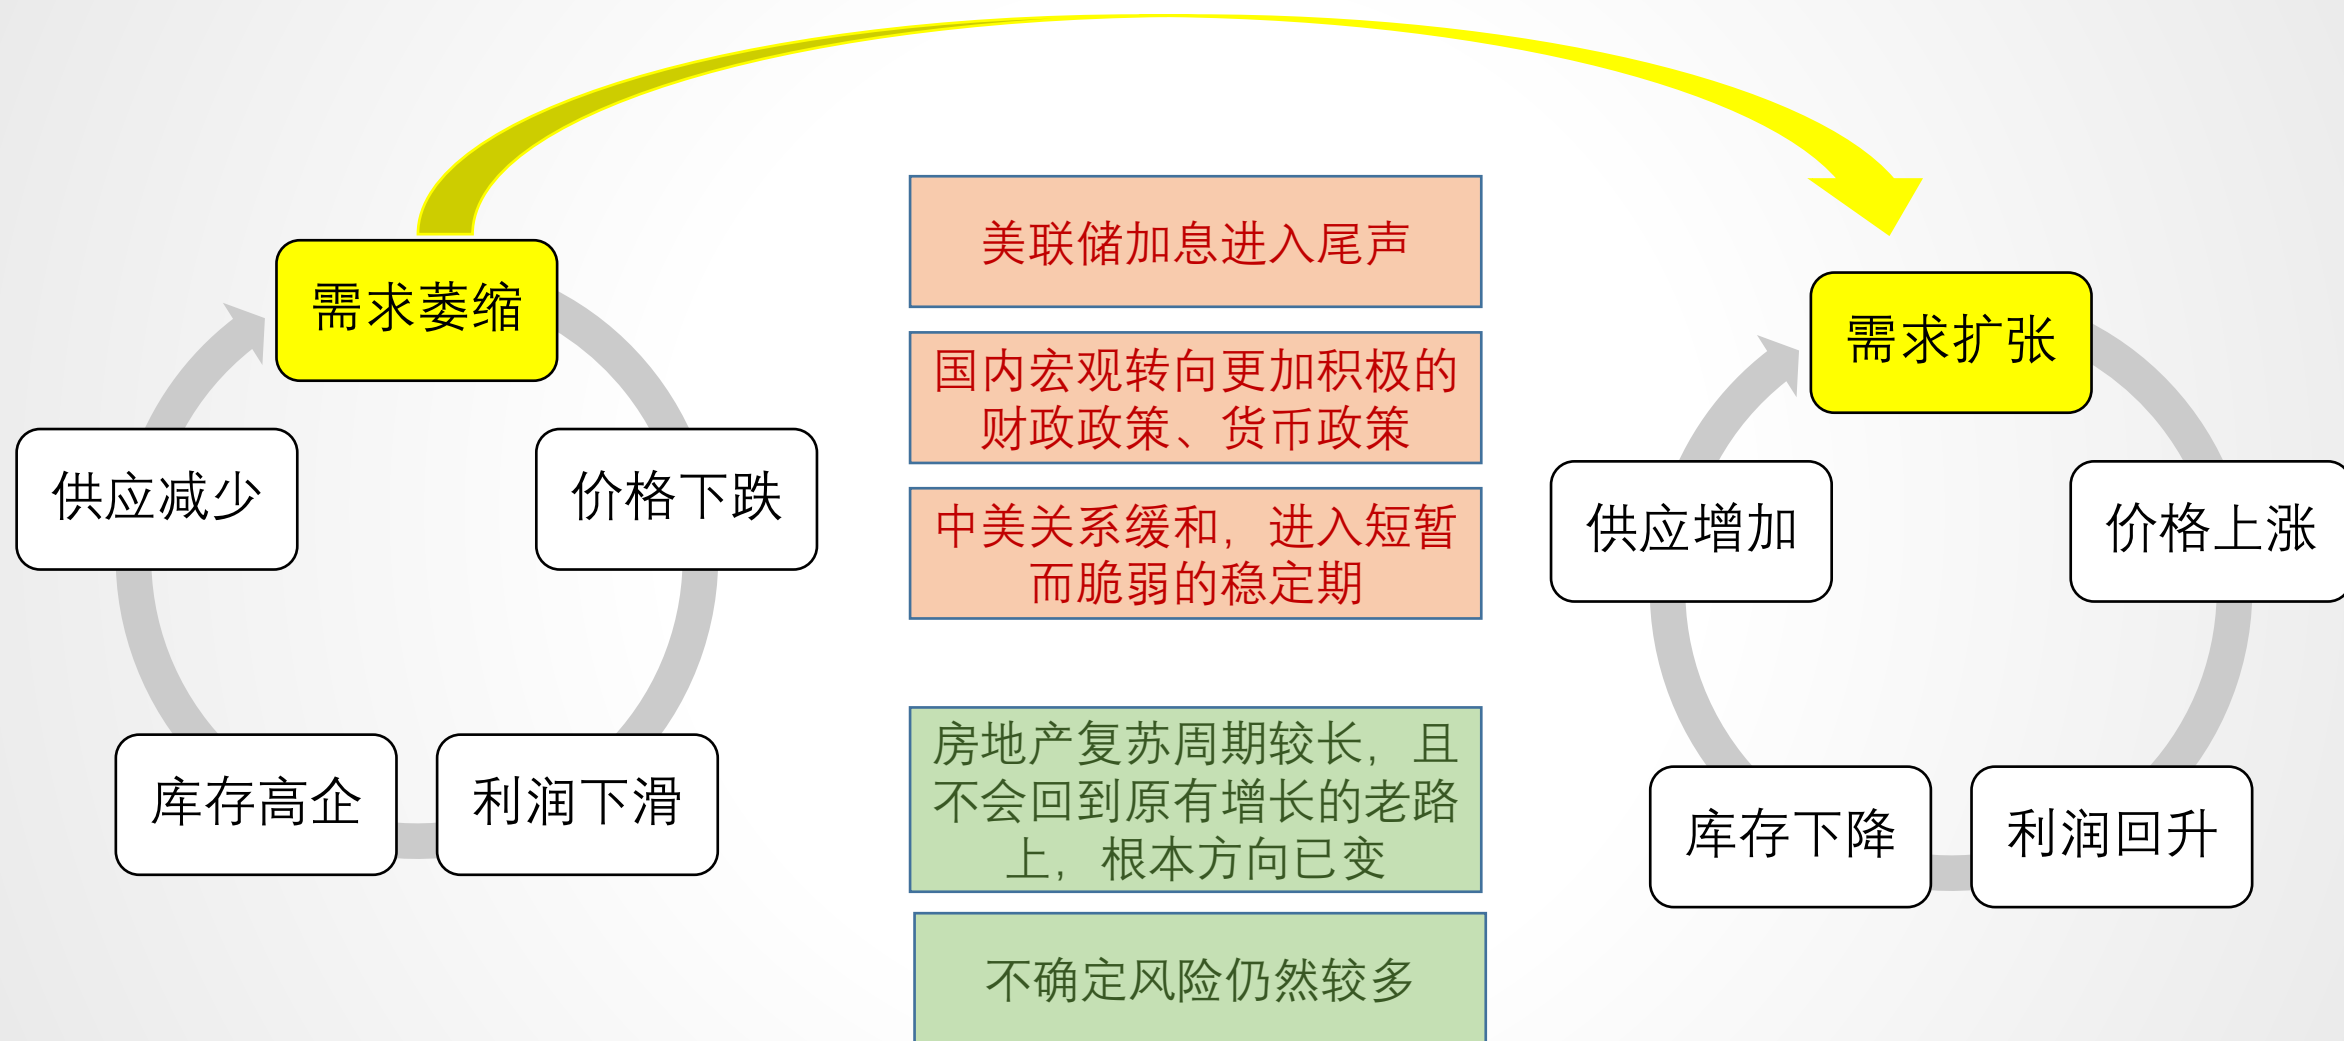 需求萎缩
价格下跌
利润下滑
库存高企
供应减少
美联储加息进入尾声
国内宏观转向更加积极的
财政政策、货币政策
中美关系缓和，进入短暂
而脆弱的稳定期
房地产复苏周期较长，且
不会回到原有增长的老路
上，根本方向已变
不确定风险仍然较多
需求扩张
价格上涨
利润回升
库存下降
供应增加